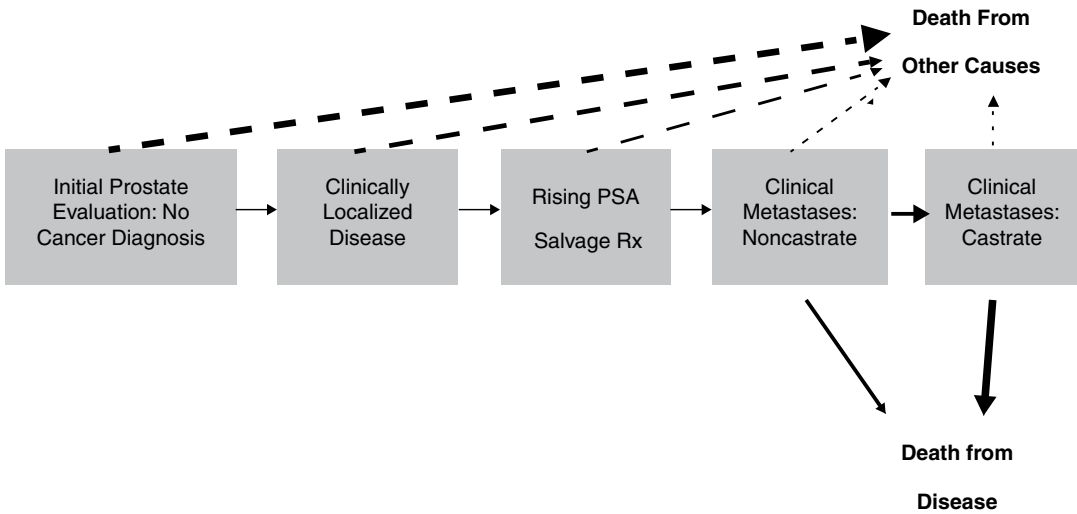 Death From
Other Causes
Initial Prostate
Evaluation: No
Cancer Diagnosis
Clinically
Localized
Disease
Rising PSA
Salvage Rx
Clinical
Metastases:
Noncastrate
Clinical
Metastases:
Castrate
Death from
Disease